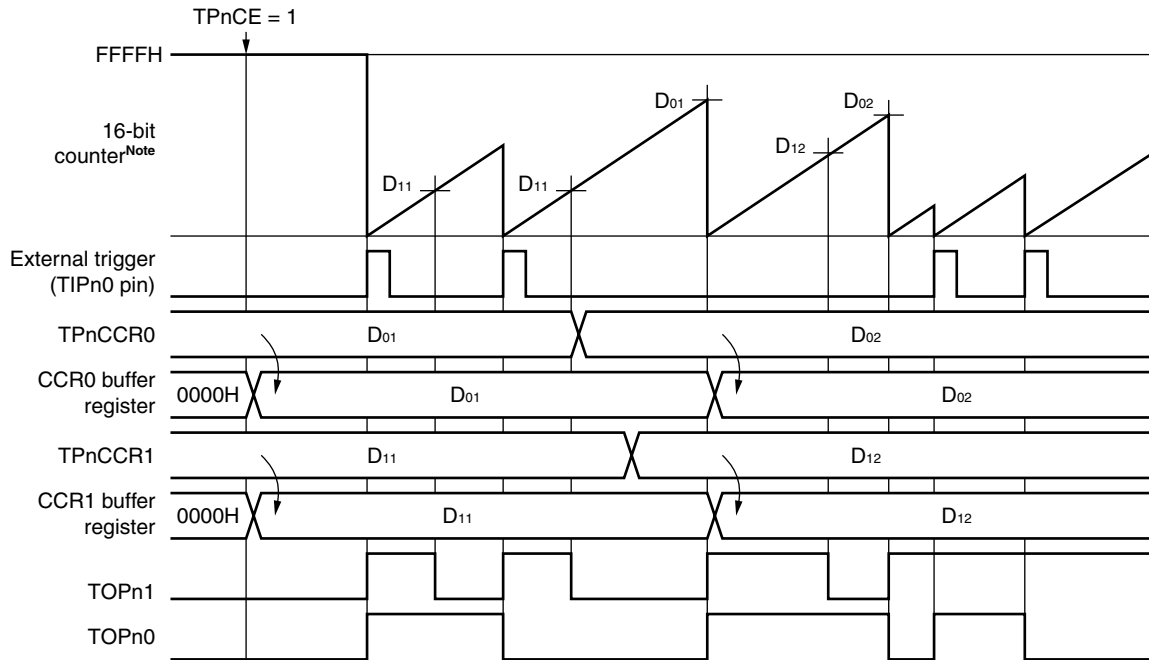 TPnCE = 1
FFFFH
16-bit
counterNote
D01
D02
D12
D11
D11
External trigger
(TIPn0 pin)
TPnCCR0
D01
D02
CCR0 buffer
register
0000H
D01
D02
TPnCCR1
D11
D12
CCR1 buffer
register
0000H
D11
D12
TOPn1
TOPn0